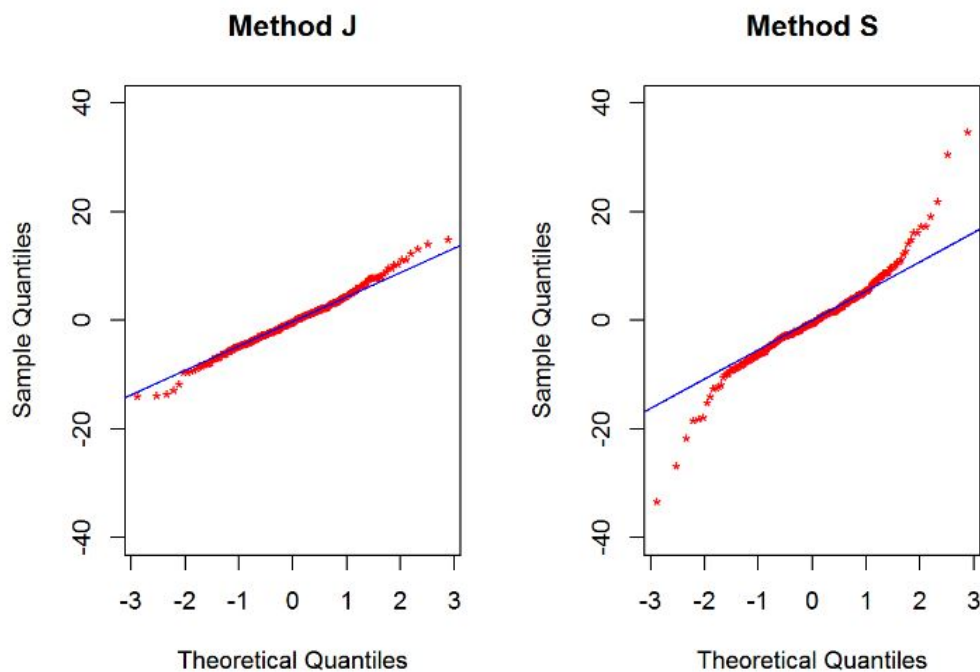 Method J
Sample Quantiles
40
20
0
-20
-40
-3 -2 -1 0 1 2 3
Theoretical Quantiles
Method S
Sample Quantiles
40
20
0
-20
-40
-3 -2 -1 0 1 2 3
Theoretical Quantiles